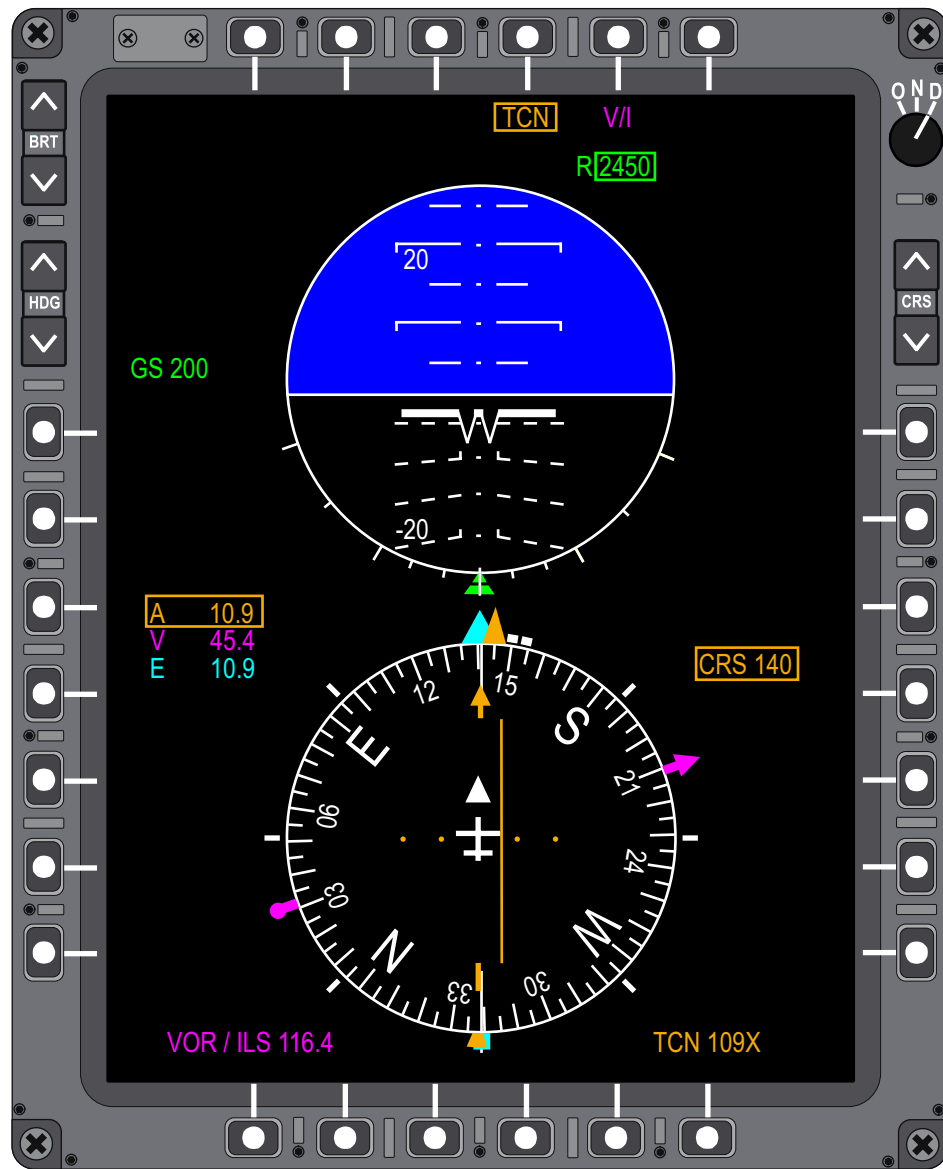 O N D
TCN V/I
BRT
R 2450
20
HDG
CRS
GS 200
-20
A 10.9
V 45.4
E 10.9
CRS 140
12
15
E
S
06
21
03
24
N
W
33
30
VOR / ILS 116.4
TCN 109X